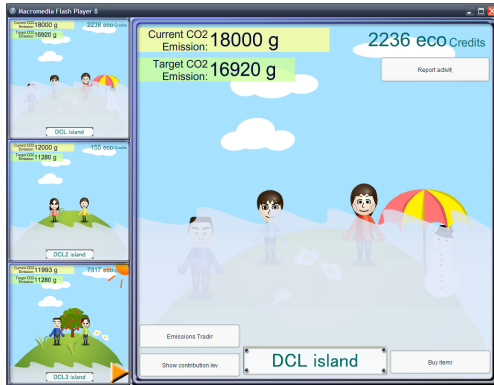 Macromedia Flash Player 8
Current CO2
Emission: 18000 g
2236 eco Credits
Target CO2
Emission: 16920 g
DCL island
Current CO2
Emission: 12000 g
155 eco Credits
Target CO2
Emission: 11280 g
DCL2 island
Current CO2
Emission: 11993 g
7317 eco
Target CO2
Emission: 11280 g
DCL3 island
Current CO2
Emission: 18000 g
2236 eco Credits
Target CO2
Emission: 16920 g
Report activit
Emissions Tradir
Show contribution lev
DCL island
Buy items